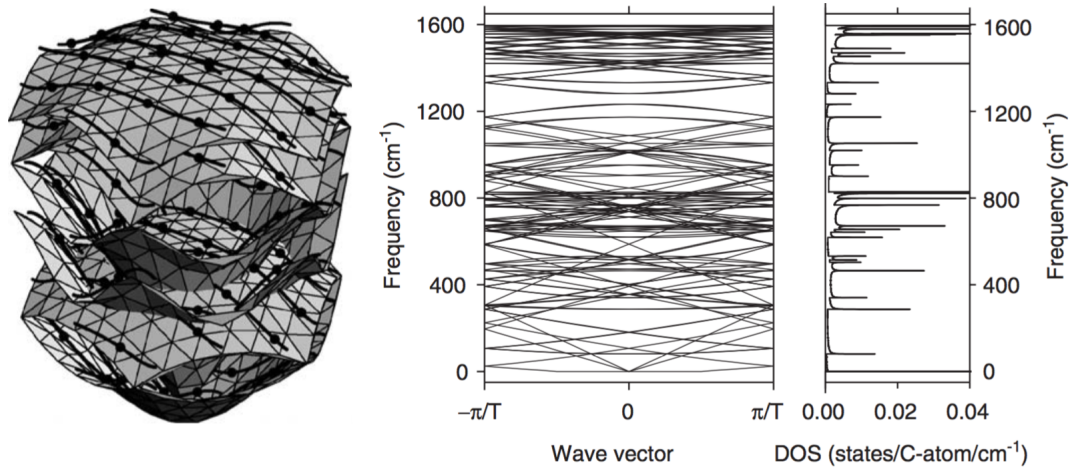 1600
1200
800
400
0
Frequency (cm⁻¹)
−π/T
0
π/T
Wave vector
1600
1200
800
400
0
Frequency (cm⁻¹)
0.00
0.02
0.04
DOS (states/C-atom/cm⁻¹)